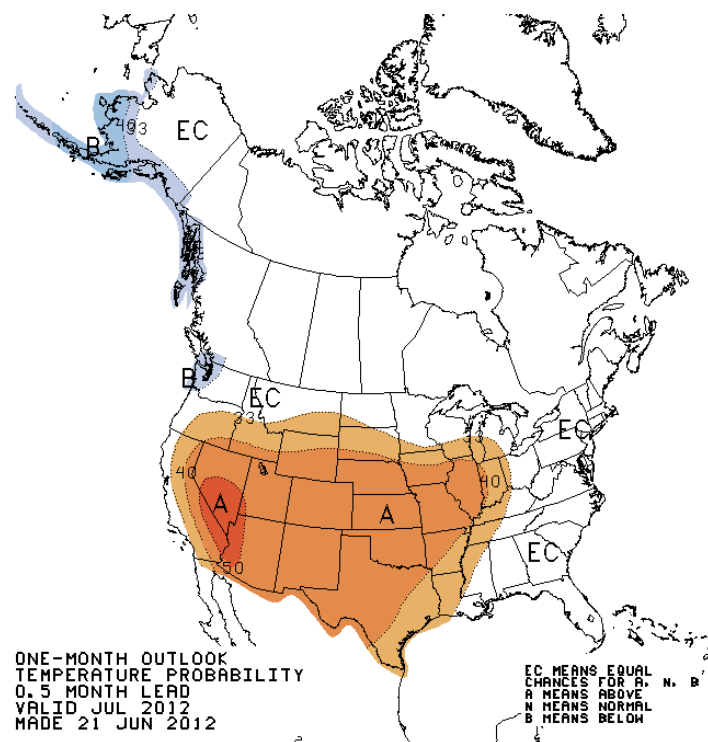 EC
493
B
B
EC
33
33
EC
40
40
A
A
EC
50
ONE-MONTH OUTLOOK
TEMPERATURE PROBABILITY
0.5 MONTH LEAD
VALID JUL 2012
MADE 21 JUN 2012
EC MEANS EQUAL
CHANCES FOR A, N, B
A MEANS ABOVE
N MEANS NORMAL
B MEANS BELOW